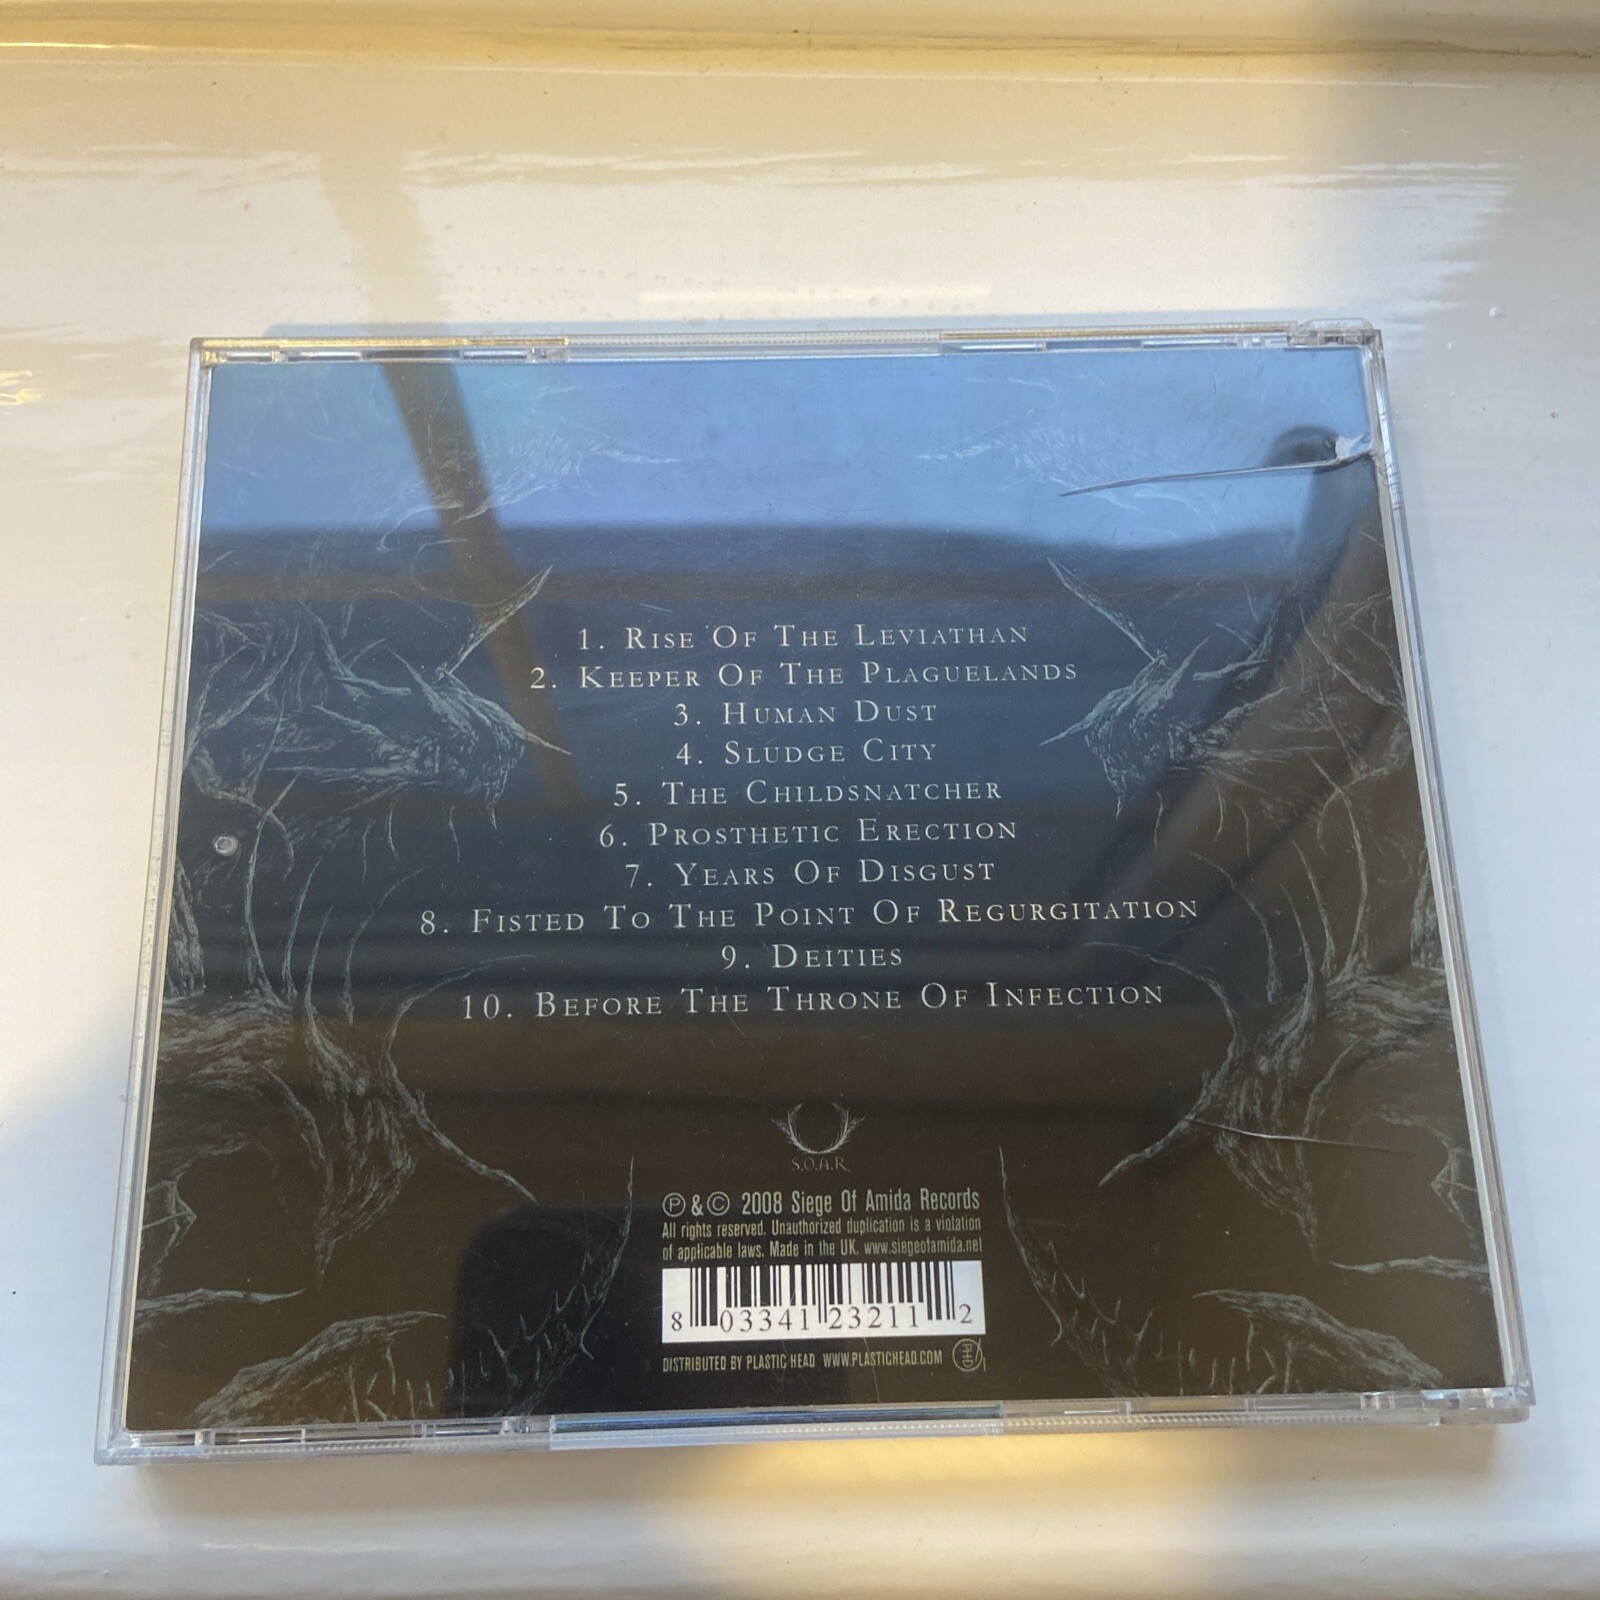 1. Rise Of The Leviathan
2. Keeper Of The Plaguelands
3. Human Dust
4. Sludge City
5. The Childsnatcher
6. Prosthetic Erection
7. Years Of Disgust
8. Fisted To The Point Of Regurgitation
9. Deities
10. Before The Throne Of Infection
S.O.A.R.
℗ & © 2008 Siege Of Amida Records
All rights reserved. Unauthorized duplication is a violation
of applicable laws. Made in the UK. www.siegeofamida.net
8 03341 23211 2
DISTRIBUTED BY PLASTIC HEAD WWW.PLASTICHEAD.COM
PHD